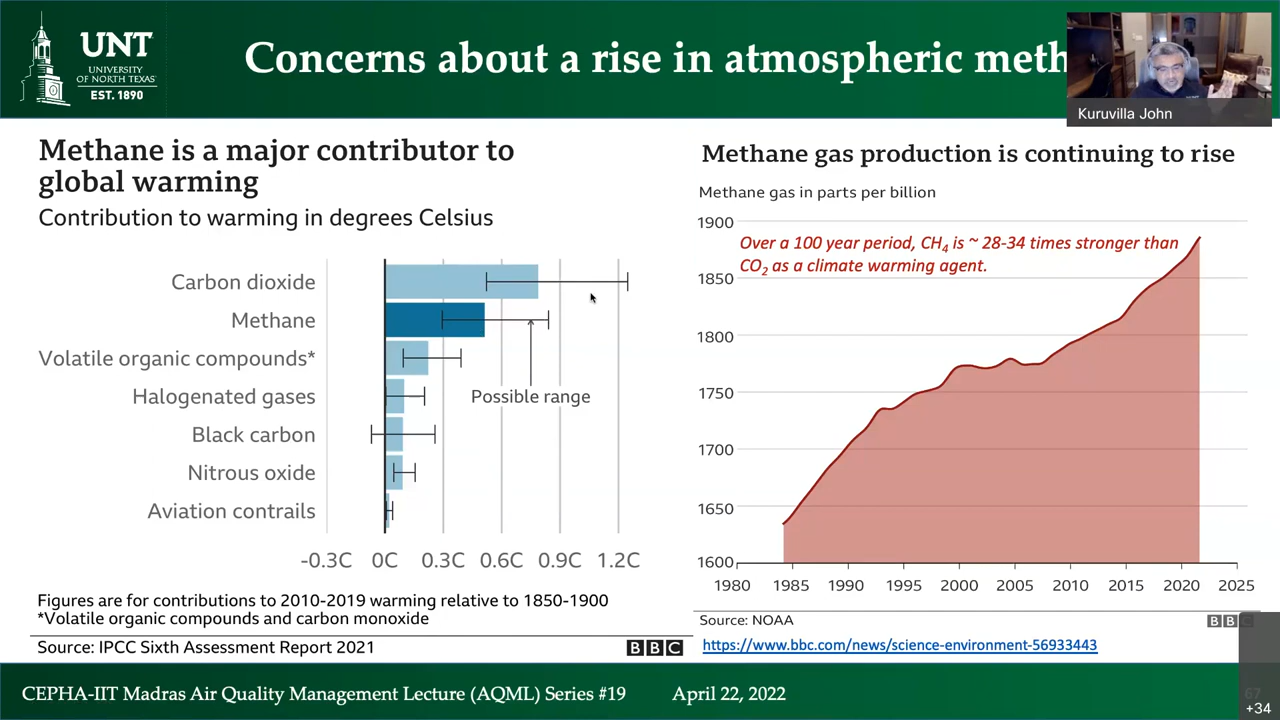 UNT
UNIVERSITY
OF NORTH TEXAS
EST. 1890
Concerns about a rise in atmospheric meth
Kuruvilla John
Methane is a major contributor to
global warming
Contribution to warming in degrees Celsius
Carbon dioxide
Methane
Volatile organic compounds*
Halogenated gases
Black carbon
Nitrous oxide
Aviation contrails
Possible range
-0.3C 0C 0.3C 0.6C 0.9C 1.2C
Figures are for contributions to 2010-2019 warming relative to 1850-1900
*Volatile organic compounds and carbon monoxide
Source: IPCC Sixth Assessment Report 2021
BBC
Methane gas production is continuing to rise
Methane gas in parts per billion
1900
Over a 100 year period, CH4 is ~ 28-34 times stronger than
CO2 as a climate warming agent.
1850
1800
1750
1700
1650
1600
1980 1985 1990 1995 2000 2005 2010 2015 2020 2025
Source: NOAA
BB
https://www.bbc.com/news/science-environment-56933443
CEPHA-IIT Madras Air Quality Management Lecture (AQML) Series #19 April 22, 2022
67
+34